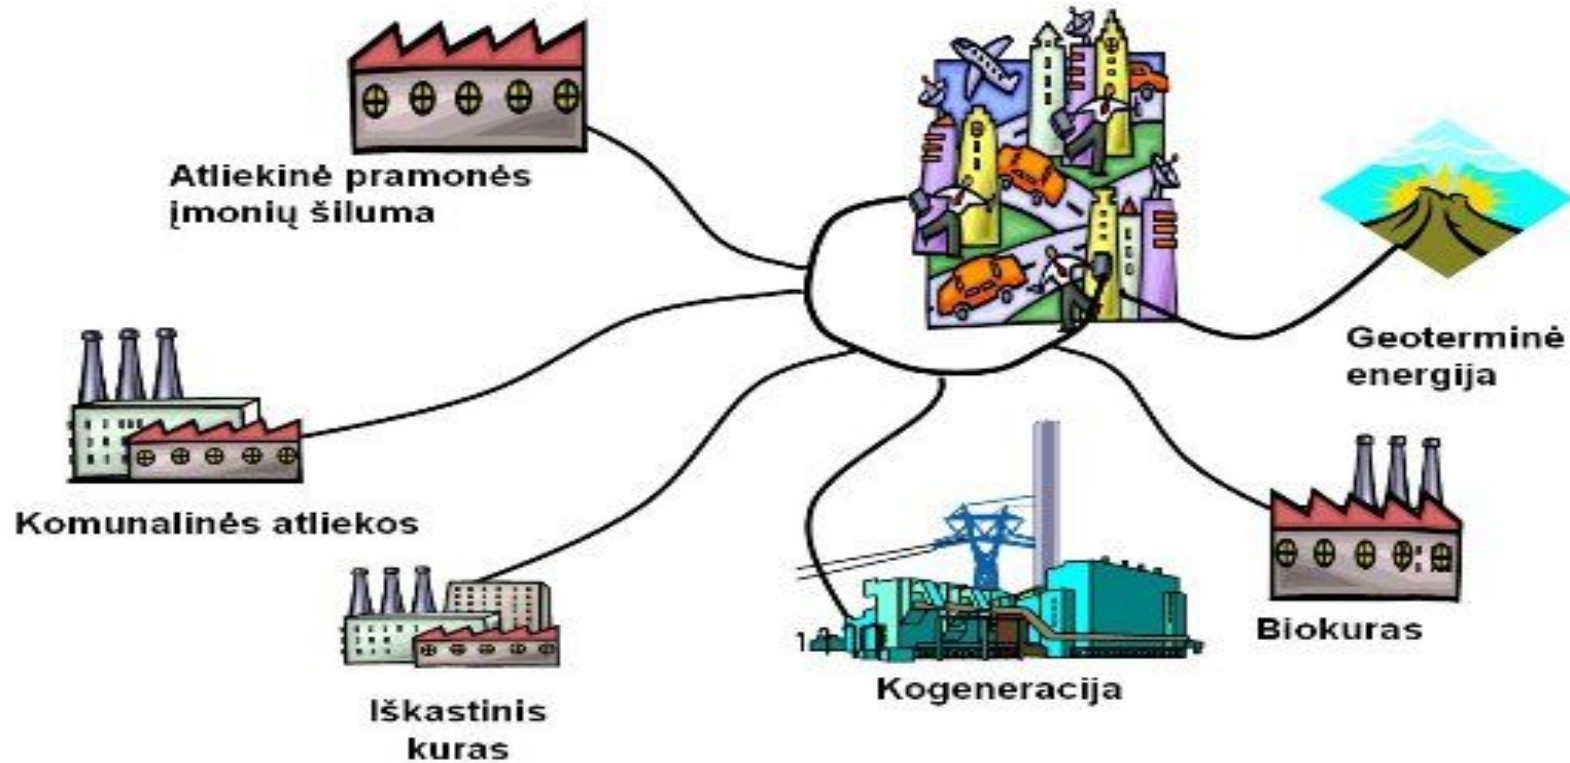 Atliekinė pramonės
įmonių šiluma
Geoterminė
energija
Komunalinės atliekos
Biokuras
Kogeneracija
Iškastinis
kuras